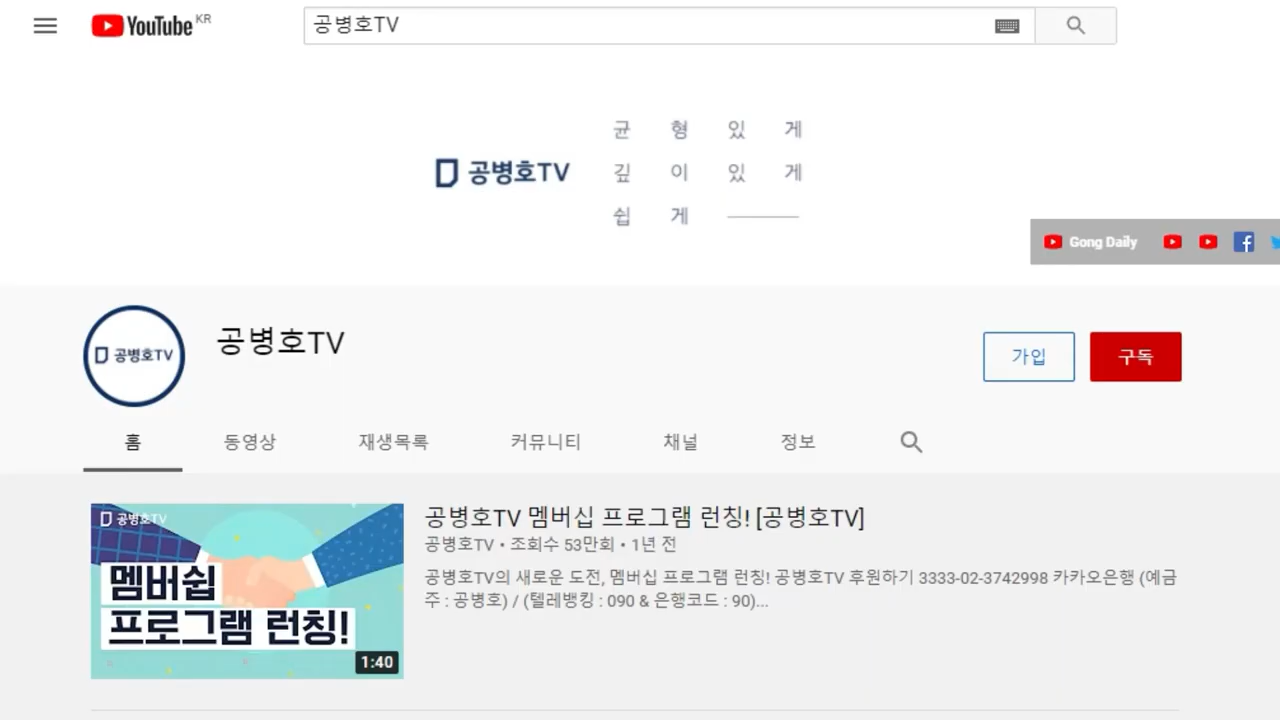 YouTube KR
공병호TV
균 형 있 게
공병호TV
깊 이 있 게
쉽 게
Gong Daily
공병호TV
공병호TV
가입
구독
홈
동영상
재생목록
커뮤니티
채널
정보
공병호TV
멤버쉽
프로그램 런칭!
1:40
공병호TV 멤버십 프로그램 런칭! [공병호TV]
공병호TV • 조회수 53만회 • 1년 전
공병호TV의 새로운 도전, 멤버십 프로그램 런칭! 공병호TV 후원하기 3333-02-3742998 카카오은행 (예금
주 : 공병호) / (텔레뱅킹 : 090 & 은행코드 : 90)...